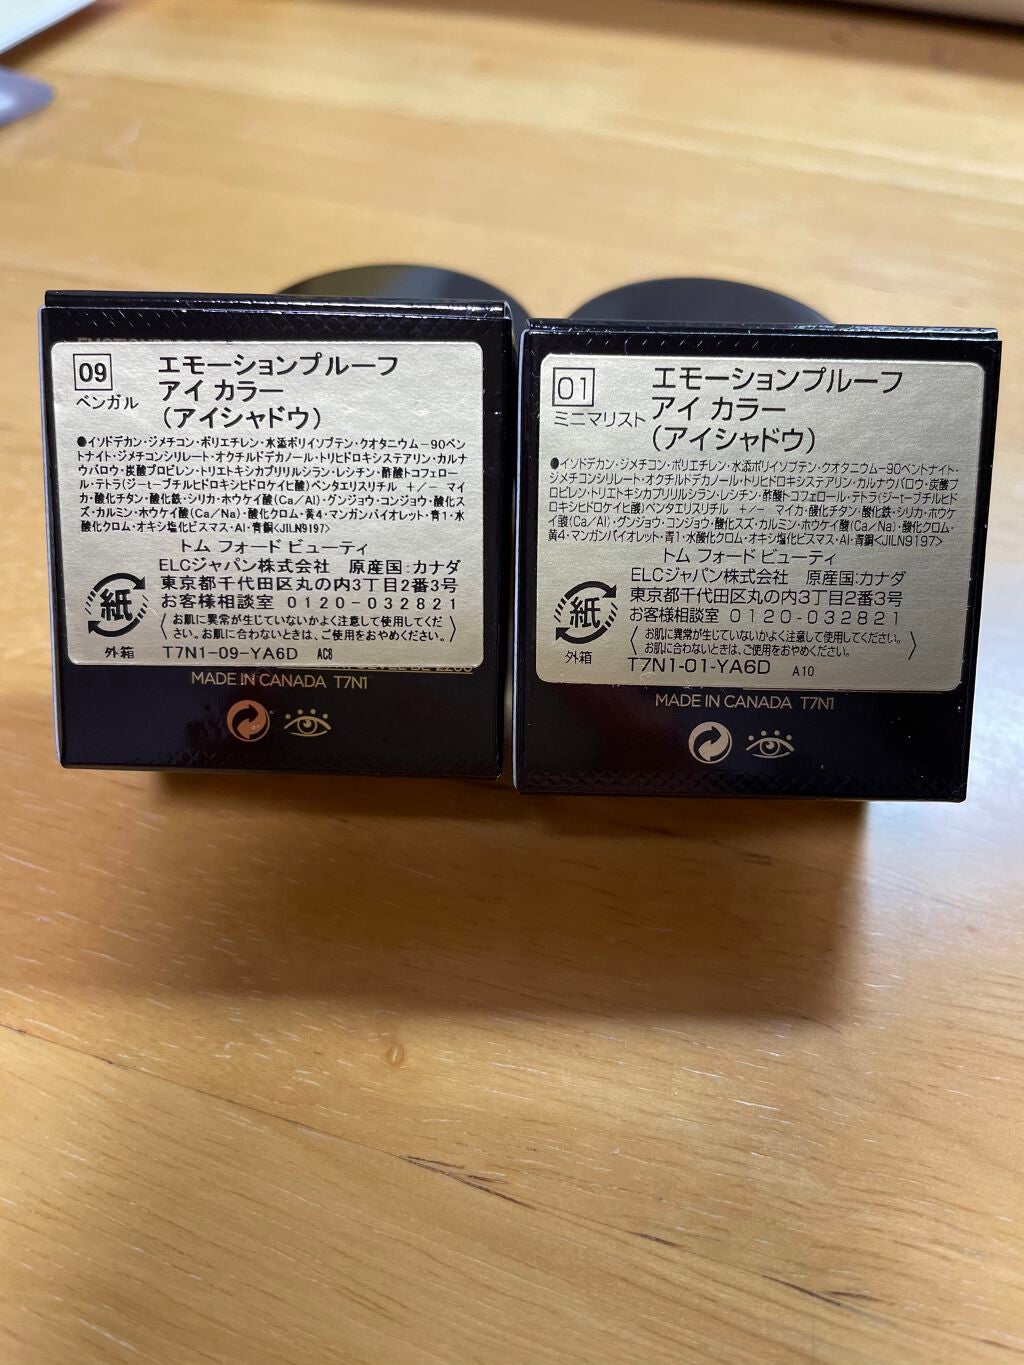 09
ベンガル
エモーションプルーフ
アイ カラー
（アイシャドウ）
●イソドデカン・ジメチコン・ポリエチレン・水添ポリイソブテン・クオタニウム－90ベント
ナイト・ジメチコンシリレート・オクチルドデカノール・トリヒドロキシステアリン・カルナ
ウバロウ・炭酸プロピレン・トリエトキシカプリリルシラン・レシチン・酢酸トコフェロー
ル・テトラ（ジ－t－ブチルヒドロキシヒドロケイヒ酸）ペンタエリスリチル +/－ マイ
カ・酸化チタン・酸化鉄・シリカ・ホウケイ酸（Ca／Al）・グンジョウ・コンジョウ・酸化ス
ズ・カルミン・ホウケイ酸（Ca／Na）・酸化クロム・黄4・マンガンバイオレット・青1・水
酸化クロム・オキシ塩化ビスマス・Al・青銅<JILN9197>
トム フォード ビューティ
ELCジャパン株式会社 原産国：カナダ
東京都千代田区丸の内3丁目2番3号
お客様相談室 0120-032821
〈お肌に異常が生じていないかよく注意して使用してくだ
さい。お肌に合わないときは、ご使用をおやめください。〉
紙
外箱
T7N1-09-YA6D AC8
MADE IN CANADA T7N1
01
ミニマリスト
エモーションプルーフ
アイ カラー
（アイシャドウ）
●イソドデカン・ジメチコン・ポリエチレン・水添ポリイソブテン・クオタニウム－90ベントナイト・
ジメチコンシリレート・オクチルドデカノール・トリヒドロキシステアリン・カルナウバロウ・炭酸
プロピレン・トリエトキシカプリリルシラン・レシチン・酢酸トコフェロール・テトラ（ジ－t－ブチルヒド
ロキシヒドロケイヒ酸）ペンタエリスリチル +/－ マイカ・酸化チタン・酸化鉄・シリカ・ホウケ
イ酸（Ca／Al）・グンジョウ・コンジョウ・酸化スズ・カルミン・ホウケイ酸（Ca／Na）・酸化クロム・
黄4・マンガンバイオレット・青1・水酸化クロム・オキシ塩化ビスマス・Al・青銅<JILN9197>
トム フォード ビューティ
ELCジャパン株式会社 原産国：カナダ
東京都千代田区丸の内3丁目2番3号
お客様相談室 0120-032821
〈お肌に異常が生じていないかよく注意して使用してください。
お肌に合わないときは、ご使用をおやめください。〉
紙
外箱
T7N1-01-YA6D A10
MADE IN CANADA T7N1